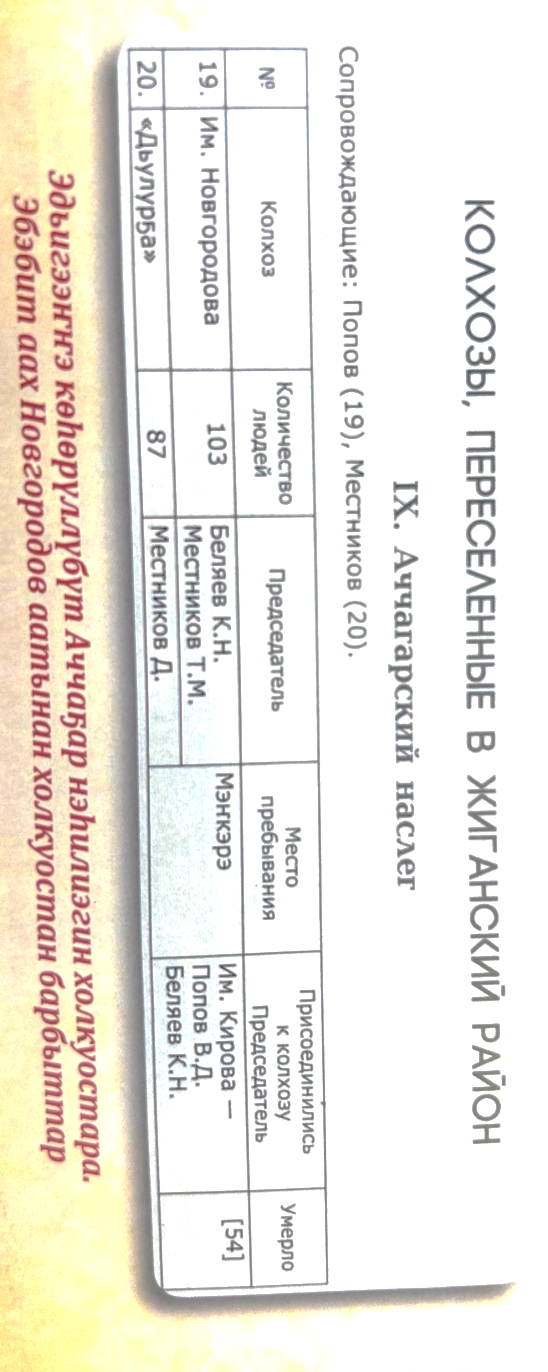 КОЛХОЗЫ, ПЕРЕСЕЛЕННЫЕ В ЖИГАНСКИЙ РАЙОН
IX. Аччагарский наслег
Сопровождающие: Попов (19), Местников (20).
№ Колхоз Количество людей Председатель Место пребывания Присоединились к колхозу Председатель Умерло
19. Им. Новгородова 103 Беляев К.Н. Местников Т.М. Мэнкэрэ Им. Кирова — Попов В.Д. Беляев К.Н. [54]
20. «Дьулурҕа» 87 Местников Д.
Эдьигээҥҥэ көһөрүллүбүт Аччаҕар нэһилиэгин холкуостара.
Эбэбит аах Новгородов аатынан холкуостан барбыттар